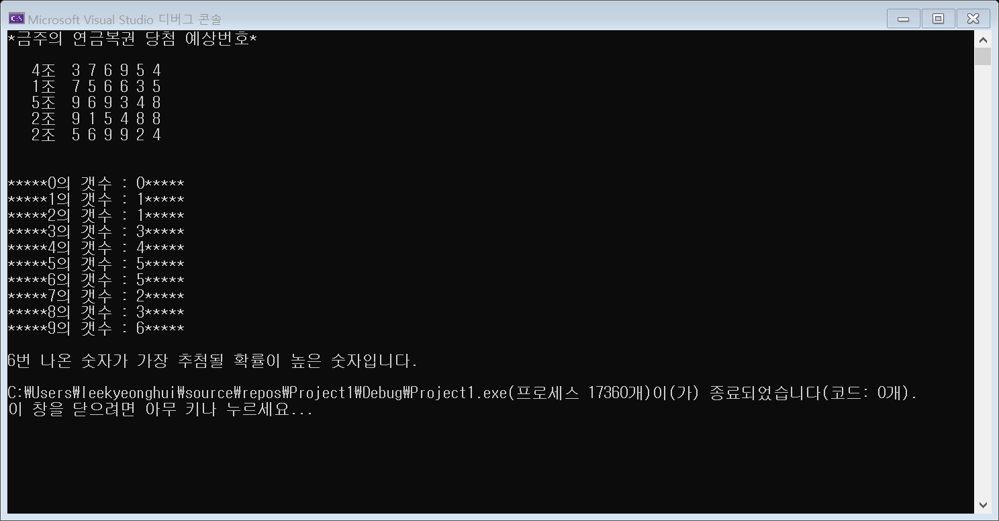 Microsoft Visual Studio 디버그 콘솔
*금주의 연금복권 당첨 예상번호*
4조 3 7 6 9 5 4
1조 7 5 6 6 3 5
5조 9 6 9 3 4 8
2조 9 1 5 4 8 8
2조 5 6 9 9 2 4
*****0의 갯수 : 0*****
*****1의 갯수 : 1*****
*****2의 갯수 : 1*****
*****3의 갯수 : 3*****
*****4의 갯수 : 4*****
*****5의 갯수 : 5*****
*****6의 갯수 : 5*****
*****7의 갯수 : 2*****
*****8의 갯수 : 3*****
*****9의 갯수 : 6*****
6번 나온 숫자가 가장 추첨될 확률이 높은 숫자입니다.
C:₩Users₩leekyeonghui₩source₩repos₩Project1₩Debug₩Project1.exe(프로세스 17360개)이(가) 종료되었습니다(코드: 0개).
이 창을 닫으려면 아무 키나 누르세요...